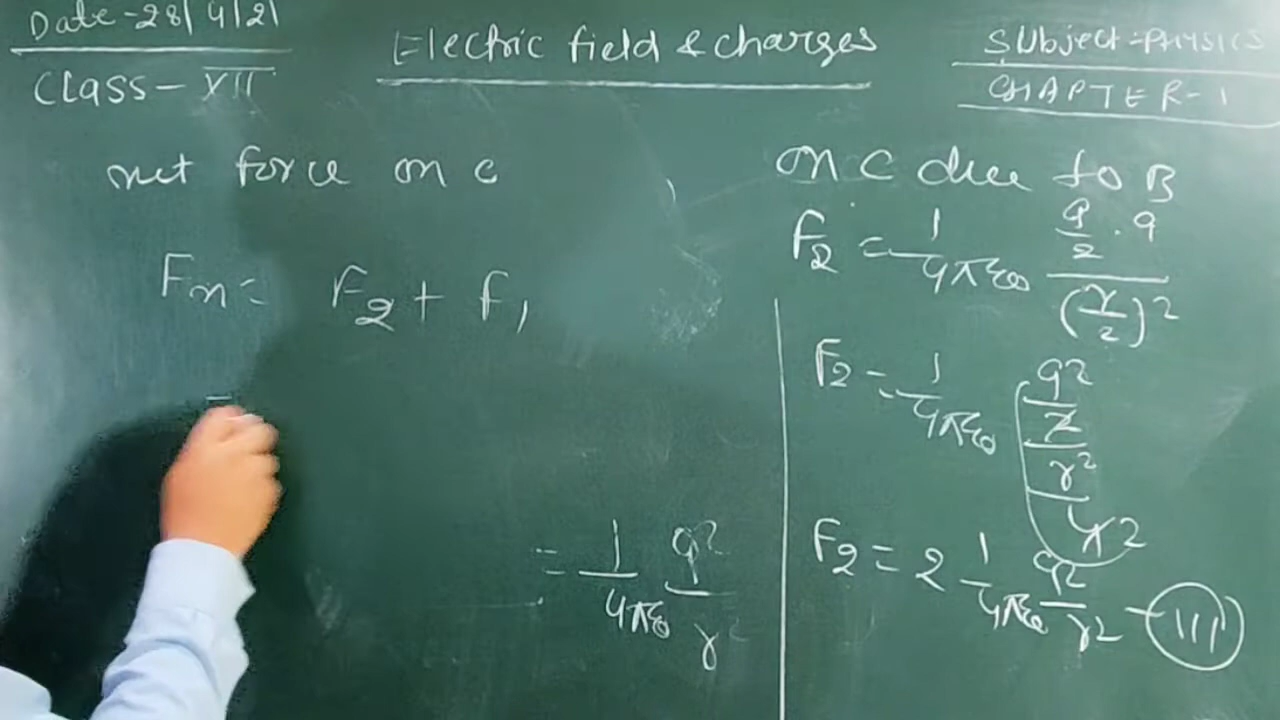 Date-28/4/21
Class-XII
Electric field & charges
Subject=PHYSICS
CHAPTER-1
net force on c
Fn = F2 + f1
= 1/4πε0 q²/r²
on C due to B
F2 = 1/4πε0 (q/2 . q)/(r/2)²
F2 = 1/4πε0 (q²/2)/(r²/42)
F2 = 2 1/4πε0 q²/r² - (III)